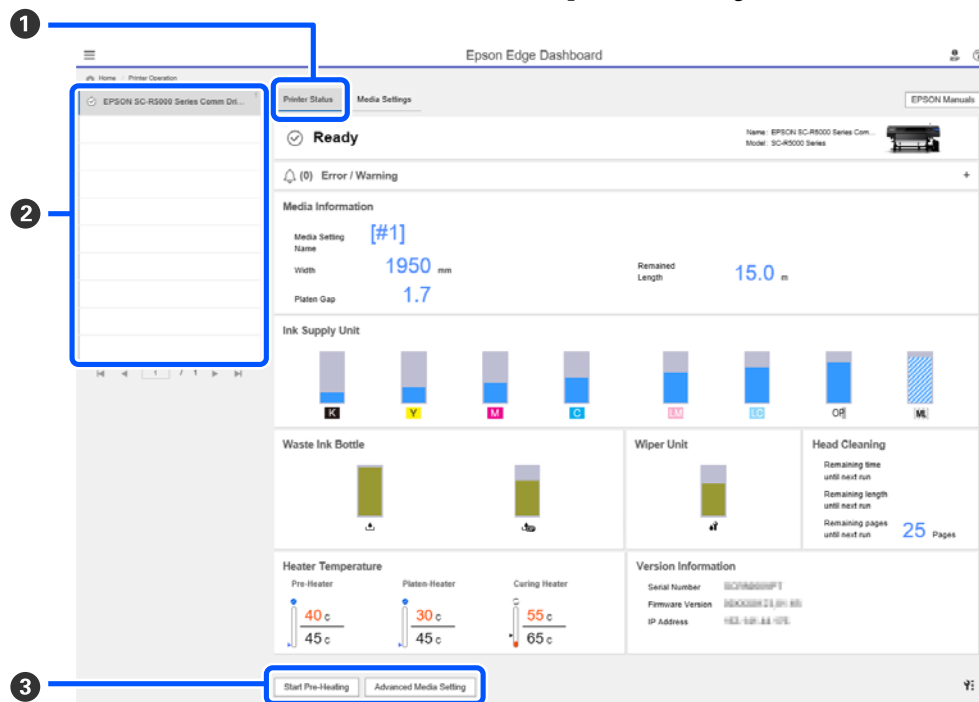 1
Epson Edge Dashboard
Home Printer Operation
EPSON SC-R5000 Series Comm Dri...
Printer Status Media Settings
EPSON Manuals
Ready
Name : EPSON SC-R5000 Series Com...
Model : SC-R5000 Series
(0) Error / Warning +
2
Media Information
Media Setting
Name
[#1]
Width 1950 mm
Remained
Length
15.0 m
Platen Gap 1.7
Ink Supply Unit
1 / 1
K Y M C LM LC OP ML
Waste Ink Bottle
Wiper Unit
Head Cleaning
Remaining time
until next run
Remaining length
until next run
Remaining pages
until next run
25 Pages
Heater Temperature
Pre-Heater Platen-Heater Curing Heater
40 c 30 c 55 c
45 c 45 c 65 c
Version Information
Serial Number
Firmware Version
IP Address
3
Start Pre-Heating Advanced Media Setting